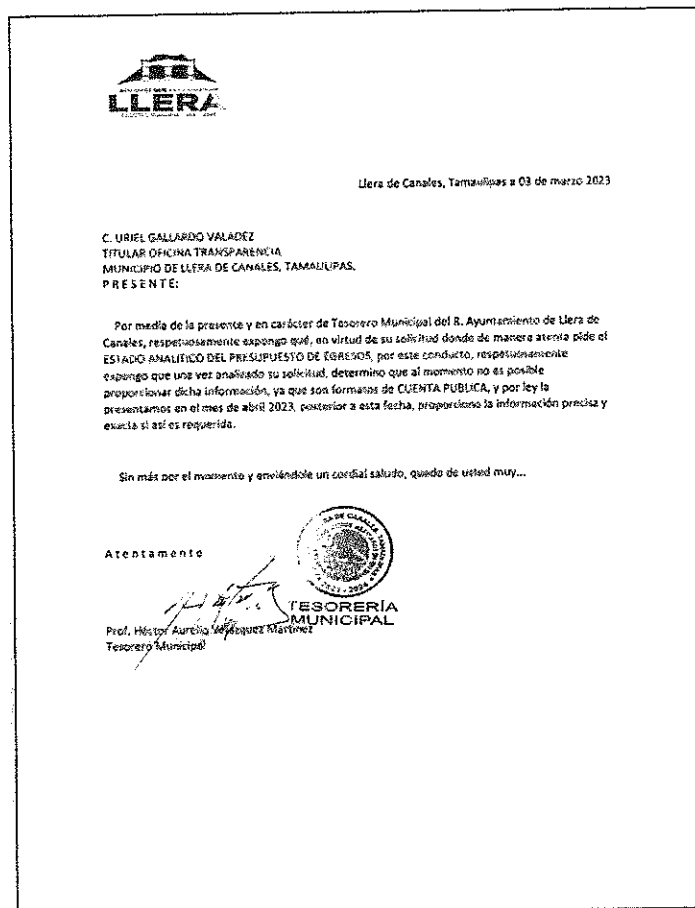 LLERA
Llera de Canales, Tamaulipas a 03 de marzo 2023
C. URIEL GALLARDO VALADEZ
TITULAR OFICINA TRANSPARENCIA
MUNICIPIO DE LLERA DE CANALES, TAMAULIPAS.
P R E S E N T E:
Por medio de la presente y en carácter de Tesorero Municipal del R. Ayuntamiento de Llera de
Canales, respetuosamente expongo qué, en virtud de su solicitud donde de manera atenta pide el
ESTADO ANALITICO DEL PRESUPUESTO DE EGRESOS, por este conducto, respetuosamente
expongo que una vez analizado su solicitud, determino que al momento no es posible
proporcionar dicha información, ya que son formatos de CUENTA PUBLICA, y por ley la
presentamos en el mes de abril 2023, posterior a esta fecha, proporciono la información precisa y
exacta si así es requerida.
Sin más por el momento y enviándole un cordial saludo, quedo de usted muy...
A t e n t a m e n t e
TESORERÍA
MUNICIPAL
Prof. Héctor Aurelio Velázquez Martínez
Tesorero Municipal